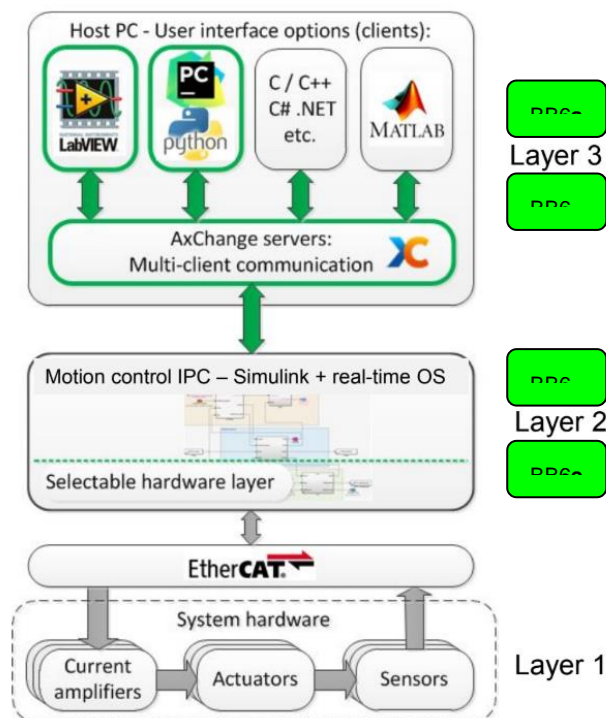 Host PC - User interface options (clients):
LabVIEW
PC
python
C / C++
C# .NET
etc.
MATLAB
AxChange servers:
Multi-client communication
XC
Layer 3
Motion control IPC – Simulink + real-time OS
Selectable hardware layer
Layer 2
EtherCAT.
System hardware
Current
amplifiers
Actuators
Sensors
Layer 1